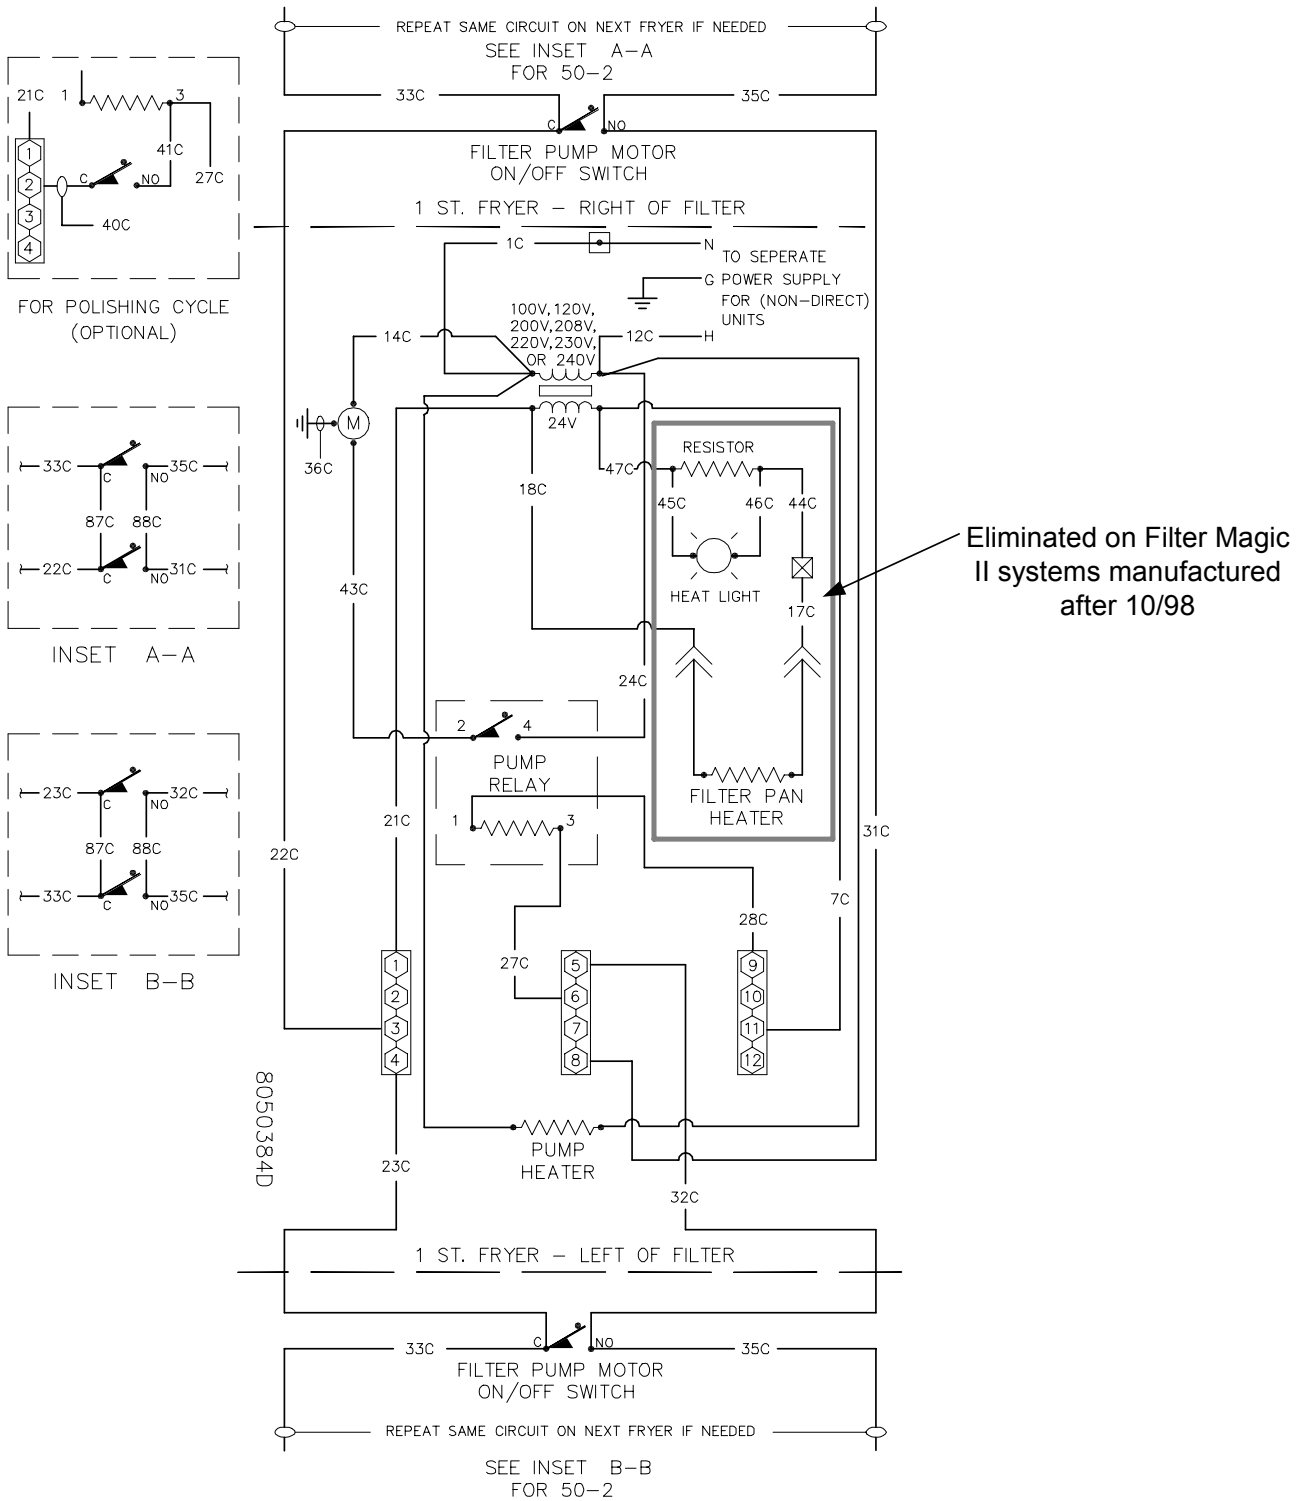 REPEAT SAME CIRCUIT ON NEXT FRYER IF NEEDED
SEE INSET A-A
FOR 50-2
33C
35C
C
NO
FILTER PUMP MOTOR
ON/OFF SWITCH
1 ST. FRYER - RIGHT OF FILTER
21C
1
3
41C
27C
1
2
3
4
C
NO
40C
FOR POLISHING CYCLE
(OPTIONAL)
1C
N
TO SEPERATE
G POWER SUPPLY
FOR (NON-DIRECT)
UNITS
100V,120V,
200V,208V,
220V,230V,
OR 240V
14C
12C
H
M
36C
24V
33C
C
NO
35C
87C
88C
22C
C
NO
31C
INSET A-A
RESISTOR
47C
18C
45C
46C
44C
HEAT LIGHT
17C
43C
24C
Eliminated on Filter Magic
II systems manufactured
after 10/98
2
4
PUMP
RELAY
1
3
FILTER PAN
HEATER
23C
C
NO
32C
87C
88C
33C
C
NO
35C
INSET B-B
22C
21C
31C
7C
27C
28C
1
2
3
4
5
6
7
8
9
10
11
12
8050384D
PUMP
HEATER
23C
32C
1 ST. FRYER - LEFT OF FILTER
33C
C
NO
35C
FILTER PUMP MOTOR
ON/OFF SWITCH
REPEAT SAME CIRCUIT ON NEXT FRYER IF NEEDED
SEE INSET B-B
FOR 50-2